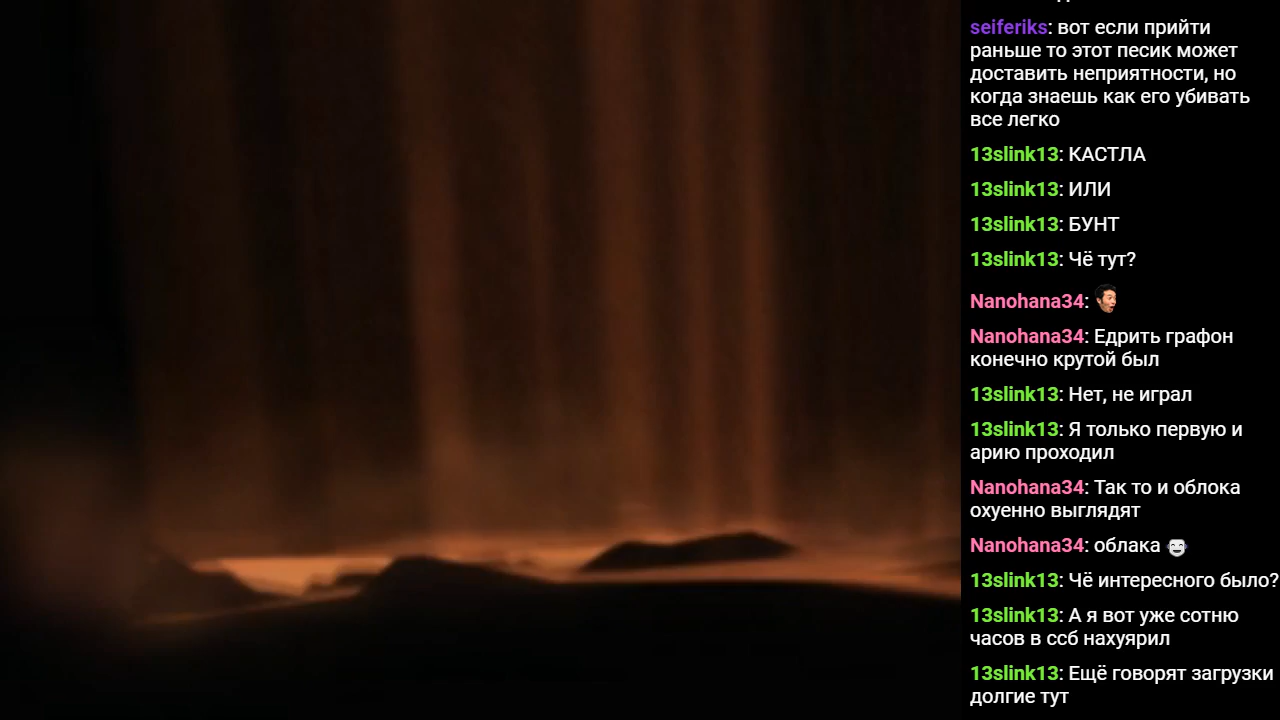 seiferiks: вот если прийти
раньше то этот песик может
доставить неприятности, но
когда знаешь как его убивать
все легко
13slink13: КАСТЛА
13slink13: ИЛИ
13slink13: БУНТ
13slink13: Чё тут?
Nanohana34:
Nanohana34: Едрить графон
конечно крутой был
13slink13: Нет, не играл
13slink13: Я только первую и
арию проходил
Nanohana34: Так то и облока
охуенно выглядят
Nanohana34: облака
13slink13: Чё интересного было?
13slink13: А я вот уже сотню
часов в ссб нахуярил
13slink13: Ещё говорят загрузки
долгие тут